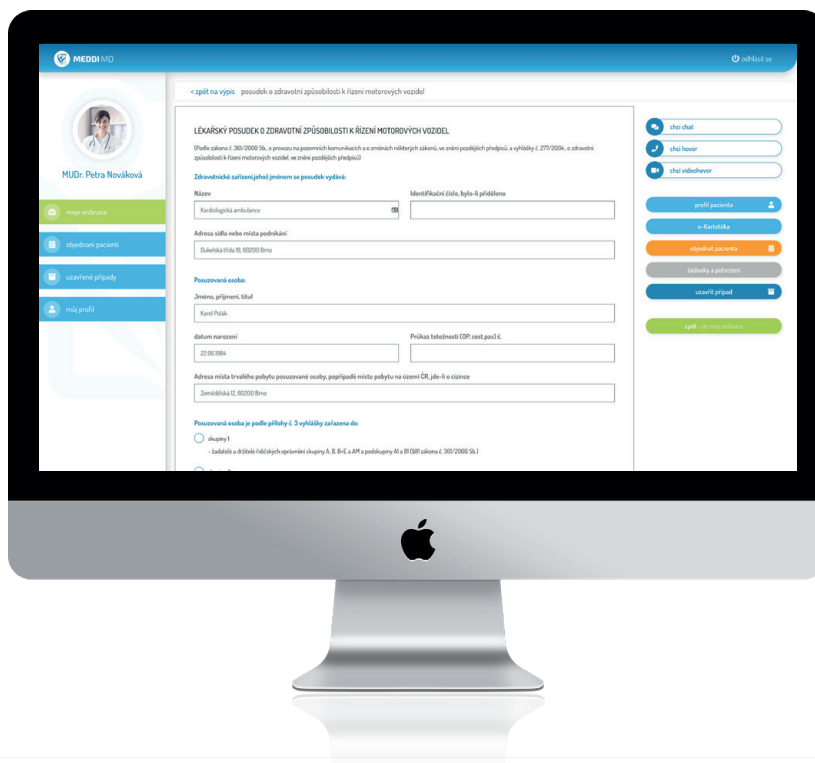 MEDDI MD
odhlásit se
MUDr. Petra Nováková
moje ordinace
objednaní pacienti
uzavřené případy
můj profil
< zpět na výpis posudek o zdravotní způsobilosti k řízení motorových vozidel
LÉKAŘSKÝ POSUDEK O ZDRAVOTNÍ ZPŮSOBILOSTI K ŘÍZENÍ MOTOROVÝCH VOZIDEL
(Podle zákona č. 361/2000 Sb., o provozu na pozemních komunikacích a o změnách některých zákonů, ve znění pozdějších předpisů, a vyhlášky č. 277/2004, o zdravotní
způsobilosti k řízení motorových vozidel, ve znění pozdějších předpisů)
Zdravotnické zařízení, jehož jménem se posudek vydává:
Název
Identifikační číslo, bylo-li přiděleno
Kardiologická ambulance
Adresa sídla nebo místa podnikání
Dukelská třída 18, 60200 Brno
Posuzovaná osoba:
Jméno, příjmení, titul
Karel Polák
datum narození
Průkaz totožnosti (OP, cest.pas) č.
22.06.1984
Adresa místa trvalého pobytu posuzované osoby, popřípadě místo pobytu na území ČR, jde-li o cizince
Zemědělská 12, 60200 Brno
Posuzovaná osoba je podle přílohy č. 3 vyhlášky zařazena do:
skupiny 1
- žadatelé a držitelé řidičských oprávnění skupiny A, B, B+E a AM a podskupiny A1 a B1 (§81 zákona č. 361/2000 Sb.)
chci chat
chci hovor
chci videohovor
profil pacienta
e-Kartotéka
objednat pacienta
žádanky a potvrzení
uzavřít případ
zpět - do mojí ordinace